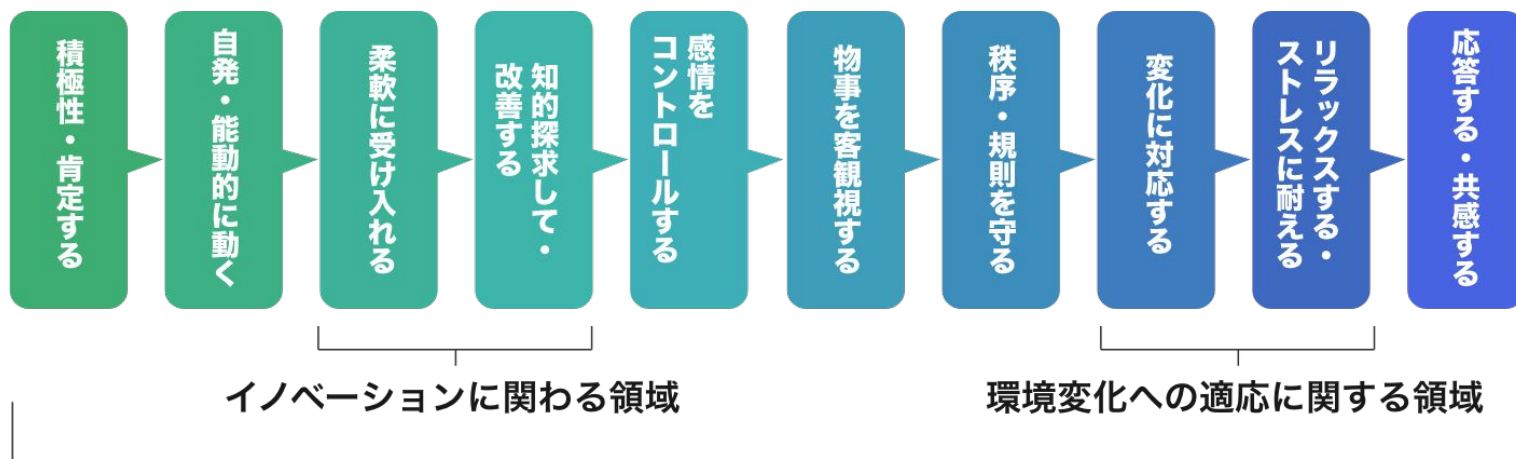 積極性・肯定する
自発・能動的に動く
柔軟に受け入れる
知的探求して・
改善する
感情を
コントロールする
物事を客観視する
秩序・規則を守る
変化に対応する
リラックスする・
ストレスに耐える
応答する・共感する
イノベーションに関わる領域
環境変化への適応に関する領域